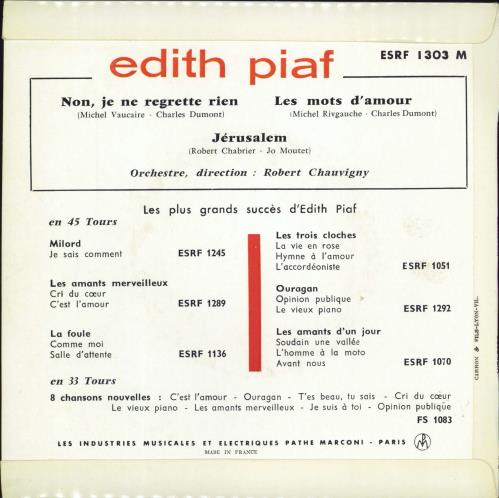 edith piaf
ESRF 1303 M
Non, je ne regrette rien
(Michel Vaucaire - Charles Dumont)
Les mots d'amour
(Michel Rivgauche - Charles Dumont)
Jérusalem
(Robert Chabrier - Jo Moutet)
Orchestre, direction : Robert Chauvigny
Les plus grands succès d'Edith Piaf
en 45 Tours
Milord
Je sais comment ESRF 1245
Les amants merveilleux
Cri du cœur
C'est l'amour ESRF 1289
La foule
Comme moi
Salle d'attente ESRF 1136
Les trois cloches
La vie en rose
Hymne à l'amour
L'accordéoniste ESRF 1051
Ouragan
Opinion publique
Le vieux piano ESRF 1292
Les amants d'un jour
Soudain une vallée
L'homme à la moto
Avant nous ESRF 1070
en 33 Tours
8 chansons nouvelles : C'est l'amour - Ouragan - T'es beau, tu sais - Cri du cœur
Le vieux piano - Les amants merveilleux - Je suis à toi - Opinion publique
FS 1083
LES INDUSTRIES MUSICALES ET ELECTRIQUES PATHE MARCONI - PARIS
MADE IN FRANCE